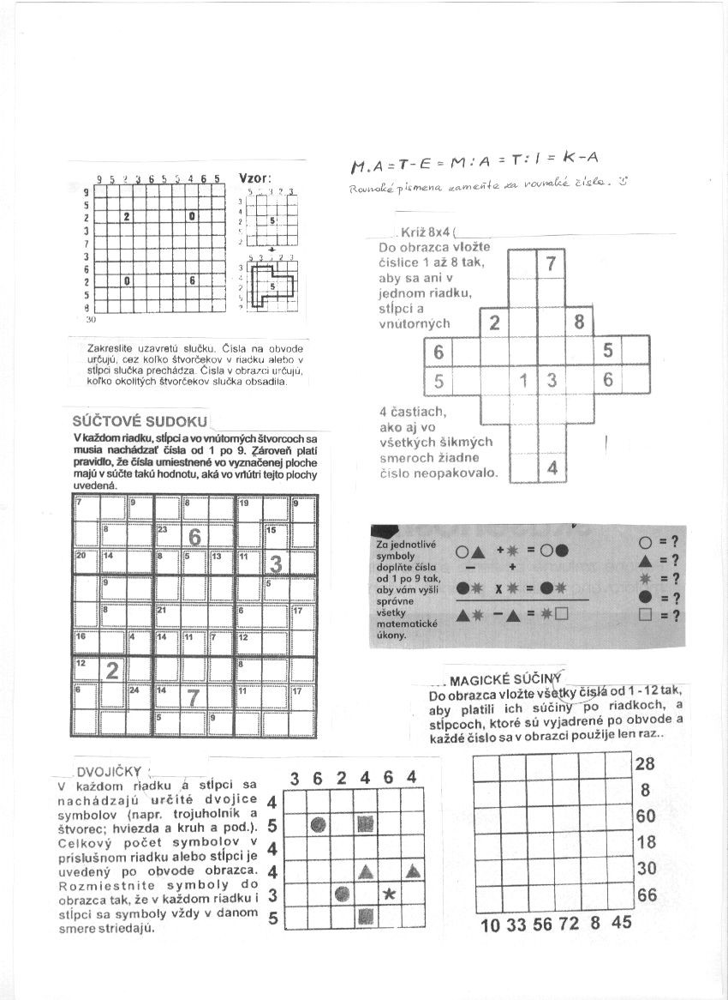 M.A = T-E = M:A = T:I = K-A
Rovnaké písmena zameňte za rovnaké čísla.
9 5 2 3 6 5 5 4 6 5
Vzor:
9
5
2 2 0
3
7
3
6
2 0 6
5
8
30
5 3 2 3
3
4
2 5
5
2
5 3 2 3
3
4
2 5
5
Zakreslite uzavretú slučku. Čísla na obvode
určujú, cez koľko štvorčekov v riadku alebo v
stĺpci slučka prechádza. Čísla v obrazci určujú,
koľko okolitých štvorčekov slučka obsadila.
Kríž 8x4 (
Do obrazca vložte
číslice 1 až 8 tak,
aby sa ani v
jednom riadku,
stĺpci a
vnútorných
4 častiach,
ako aj vo
všetkých šikmých
smeroch žiadne
číslo neopakovalo.
7
2 8
6 5
5 1 3 6
4
SÚČTOVÉ SUDOKU
V každom riadku, stĺpci a vo vnútorných štvorcoch sa
musia nachádzať čísla od 1 po 9. Zároveň platí
pravidlo, že čísla umiestnené vo vyznačenej ploche
majú v súčte takú hodnotu, aká vo vnútri tejto plochy
uvedená.
7 9 8 19 9
8 23 6 15
20 14 8 5 13 11 3
9 5
8 21 6 17
16 4 14 11 7 12
12 2 8
6 24 14 7 11 17
5 9
Za jednotlivé
symboly
doplňte čísla
od 1 po 9 tak,
aby vám vyšli
správne
všetky
matematické
úkony.
+ =
− +
x =
− =
= ?
= ?
= ?
= ?
= ?
... MAGICKÉ SÚČINY
Do obrazca vložte všetky čísla od 1 - 12 tak,
aby platili ich súčiny po riadkoch, a
stĺpcoch, ktoré sú vyjadrené po obvode a
každé číslo sa v obrazci použije len raz..
28
8
60
18
30
66
10 33 56 72 8 45
DVOJIČKY
V každom riadku a stĺpci sa
nachádzajú určité dvojice
symbolov (napr. trojuholník a
štvorec; hviezda a kruh a pod.).
Celkový počet symbolov v
príslušnom riadku alebo stĺpci je
uvedený po obvode obrazca.
Rozmiestnite symboly do
obrazca tak, že v každom riadku i
stĺpci sa symboly vždy v danom
smere striedajú.
3 6 2 4 6 4
4
5
4
4
3
5